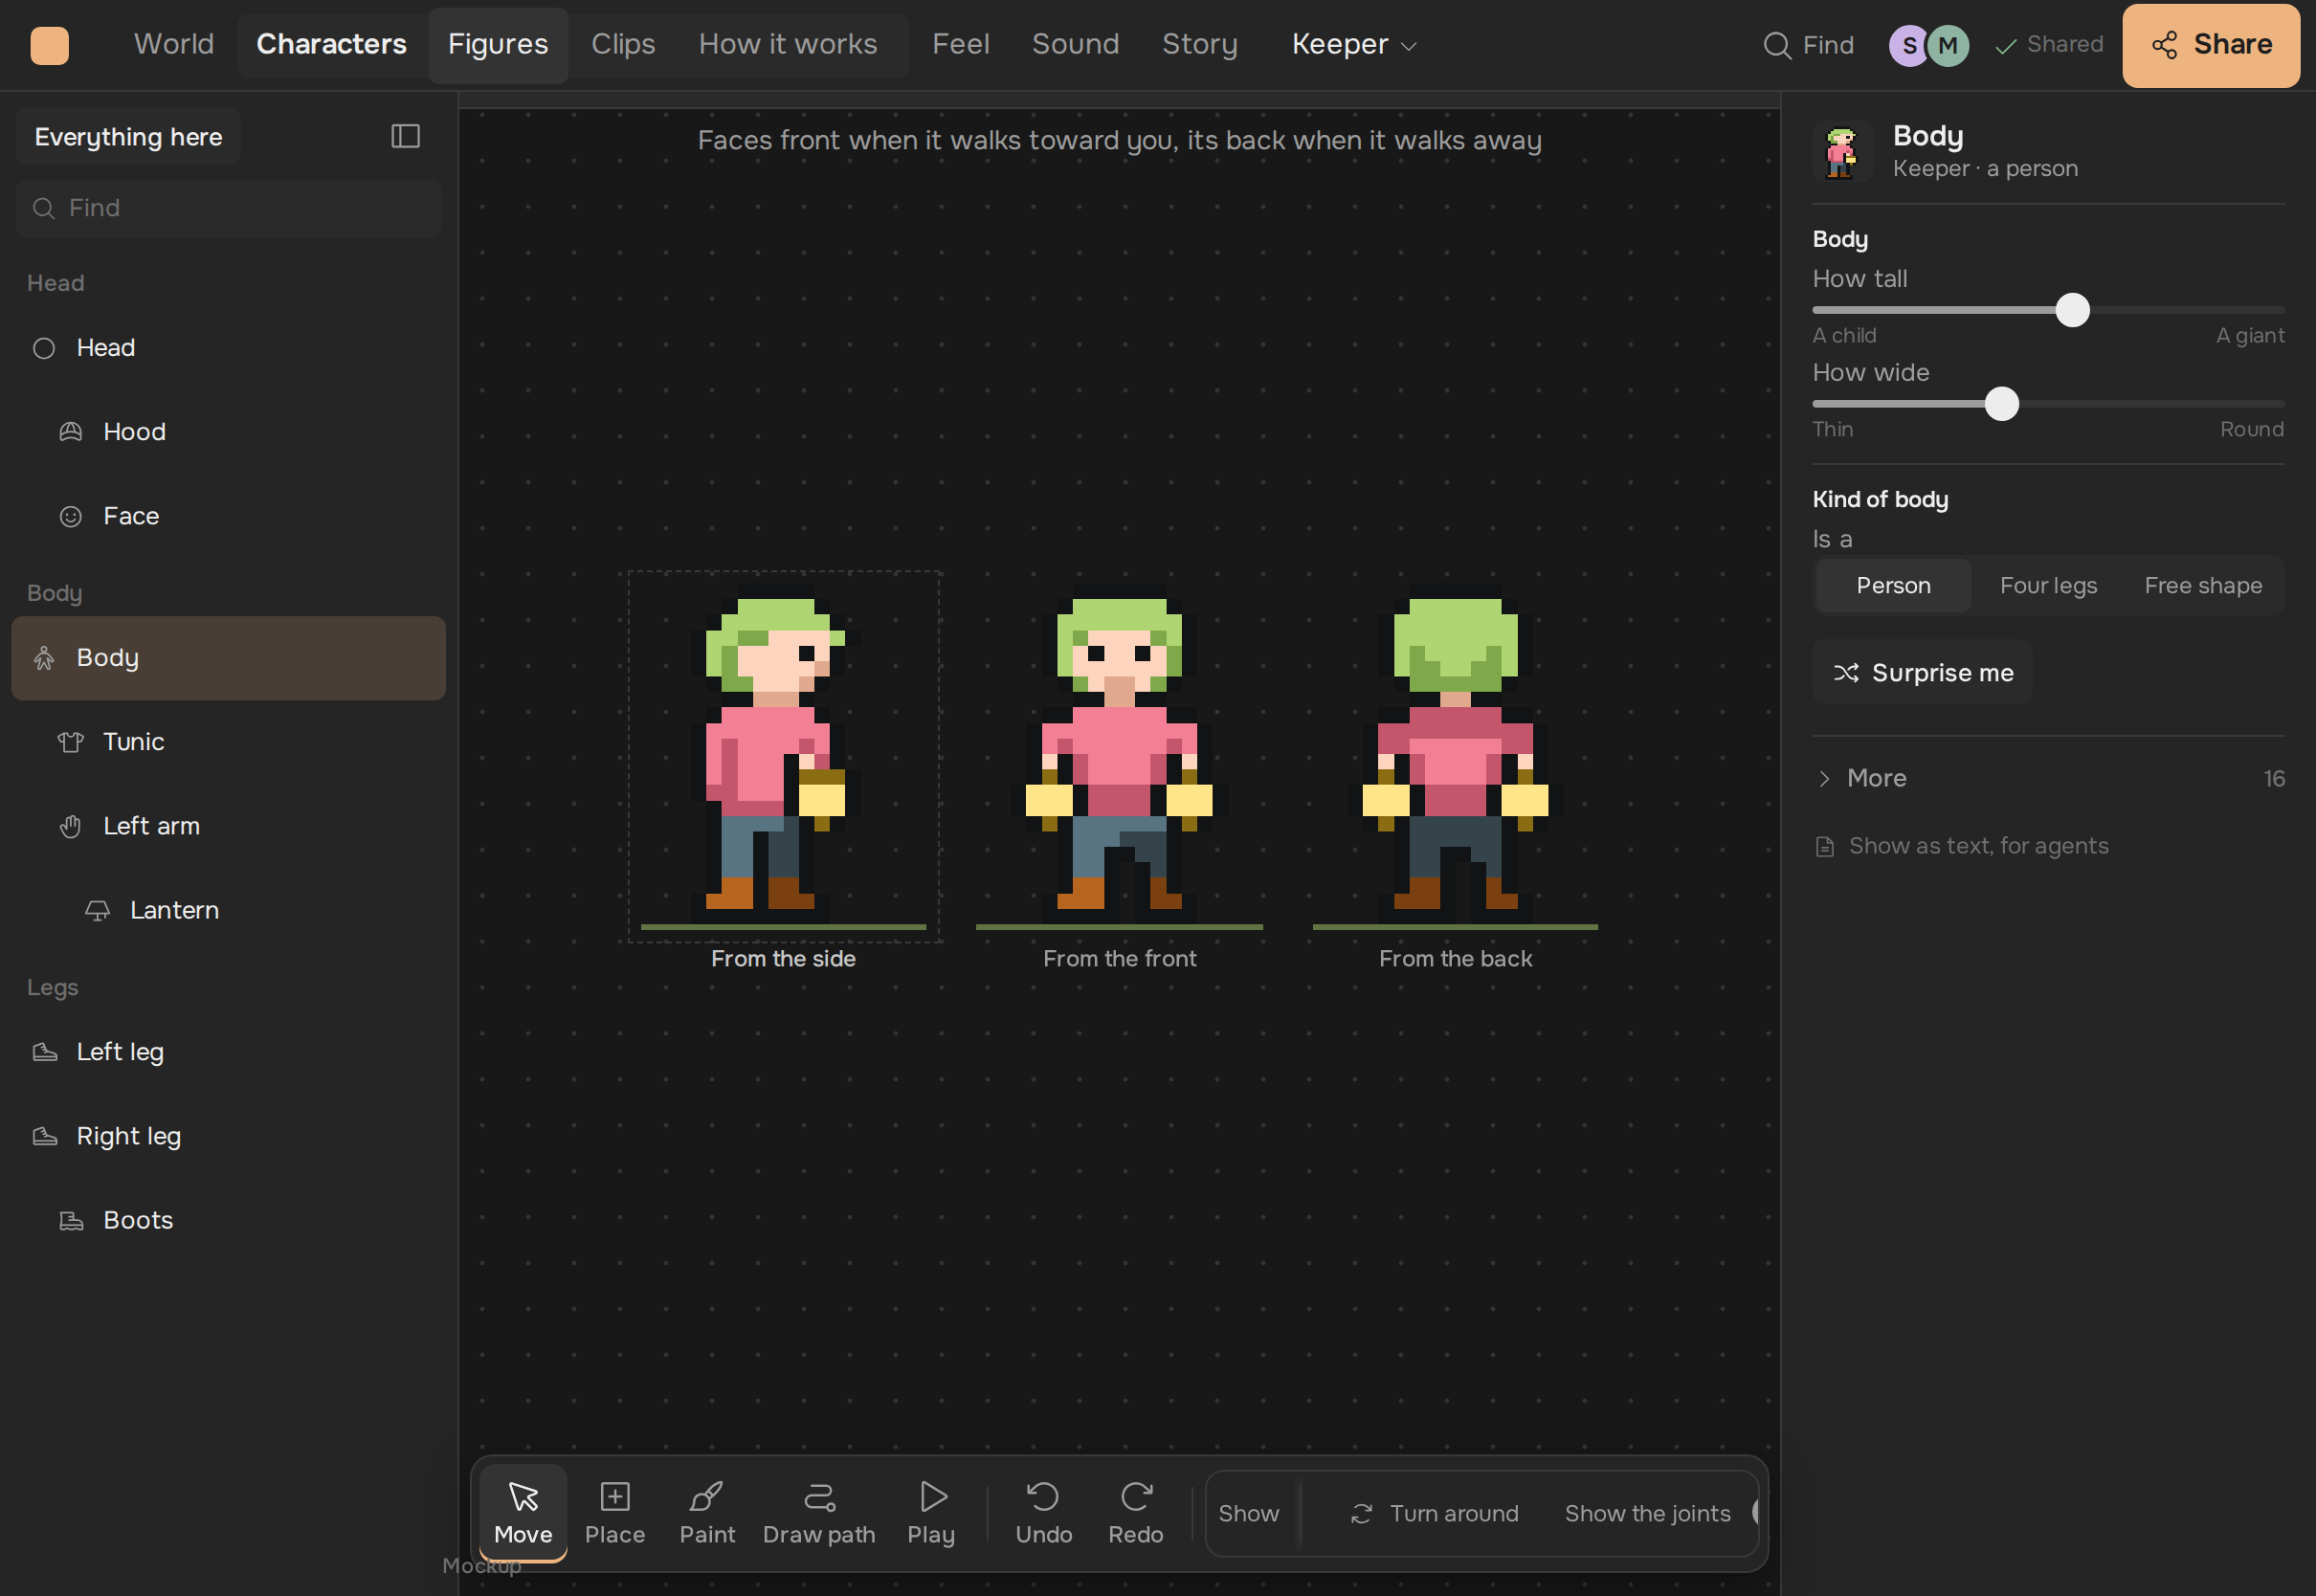 World Characters Figures Clips How it works Feel Sound Story Keeper Find S M Shared Share
Everything here
Find
Head
Head
Hood
Face
Body
Body
Tunic
Left arm
Lantern
Legs
Left leg
Right leg
Boots
Faces front when it walks toward you, its back when it walks away
From the side From the front From the back
Move Place Paint Draw path Play Undo Redo Show Turn around Show the joints
Mockup
Body
Keeper · a person
Body
How tall
A child A giant
How wide
Thin Round
Kind of body
Is a
Person Four legs Free shape
Surprise me
More 16
Show as text, for agents